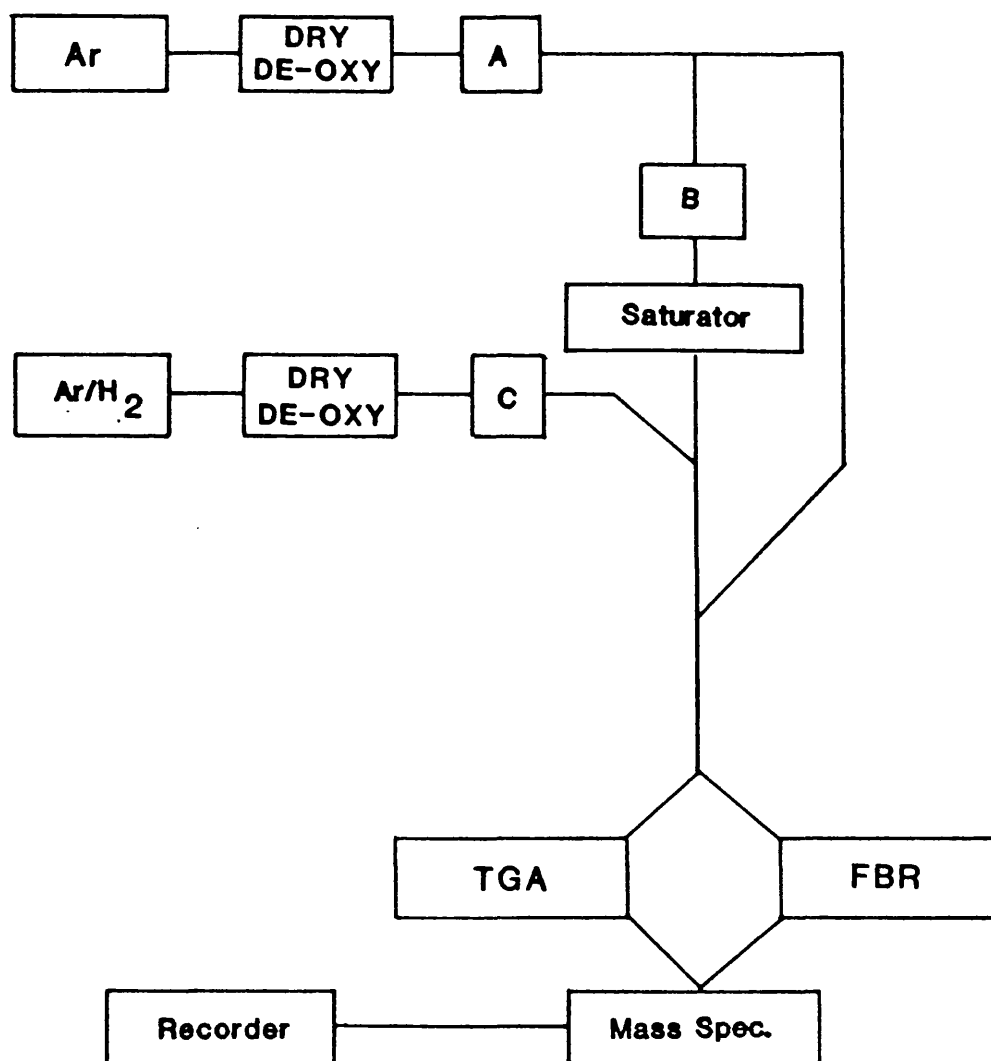 Ar
DRY
DE-OXY
A
B
Saturator
Ar/H2
DRY
DE-OXY
C
TGA
FBR
Recorder
Mass Spec.